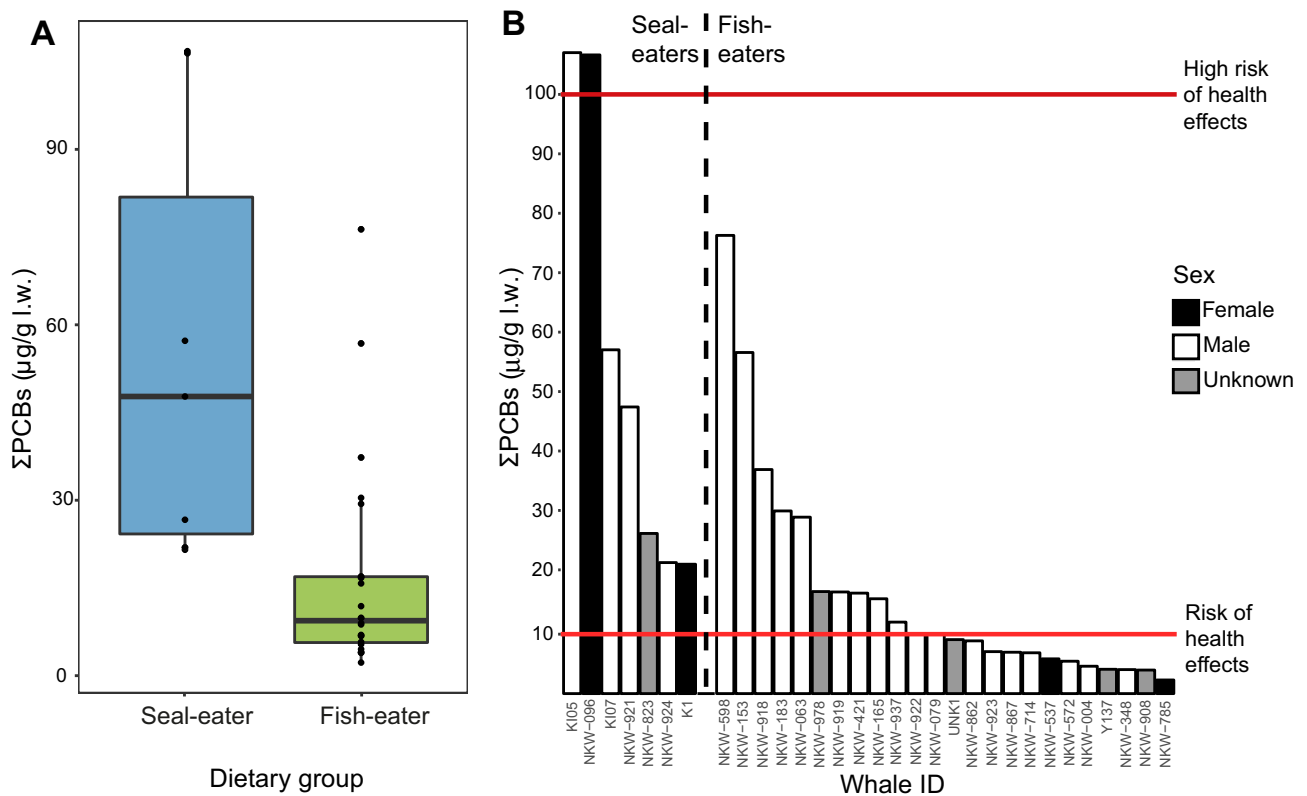 A
ΣPCBs (µg/g l.w.)
90
60
30
0
Seal-eater
Fish-eater
Dietary group
B
Seal-
eaters
Fish-
eaters
ΣPCBs (µg/g l.w.)
100
90
80
70
60
50
40
30
20
10
High risk
of health
effects
Risk of
health
effects
Sex
Female
Male
Unknown
KI05
NKW−096
KI07
NKW−921
NKW−823
NKW−924
K1
NKW−598
NKW−153
NKW−918
NKW−183
NKW−063
NKW−978
NKW−919
NKW−421
NKW−165
NKW−937
NKW−922
NKW−079
UNK1
NKW−862
NKW−923
NKW−867
NKW−714
NKW−537
NKW−572
NKW−004
Y137
NKW−348
NKW−908
NKW−785
Whale ID